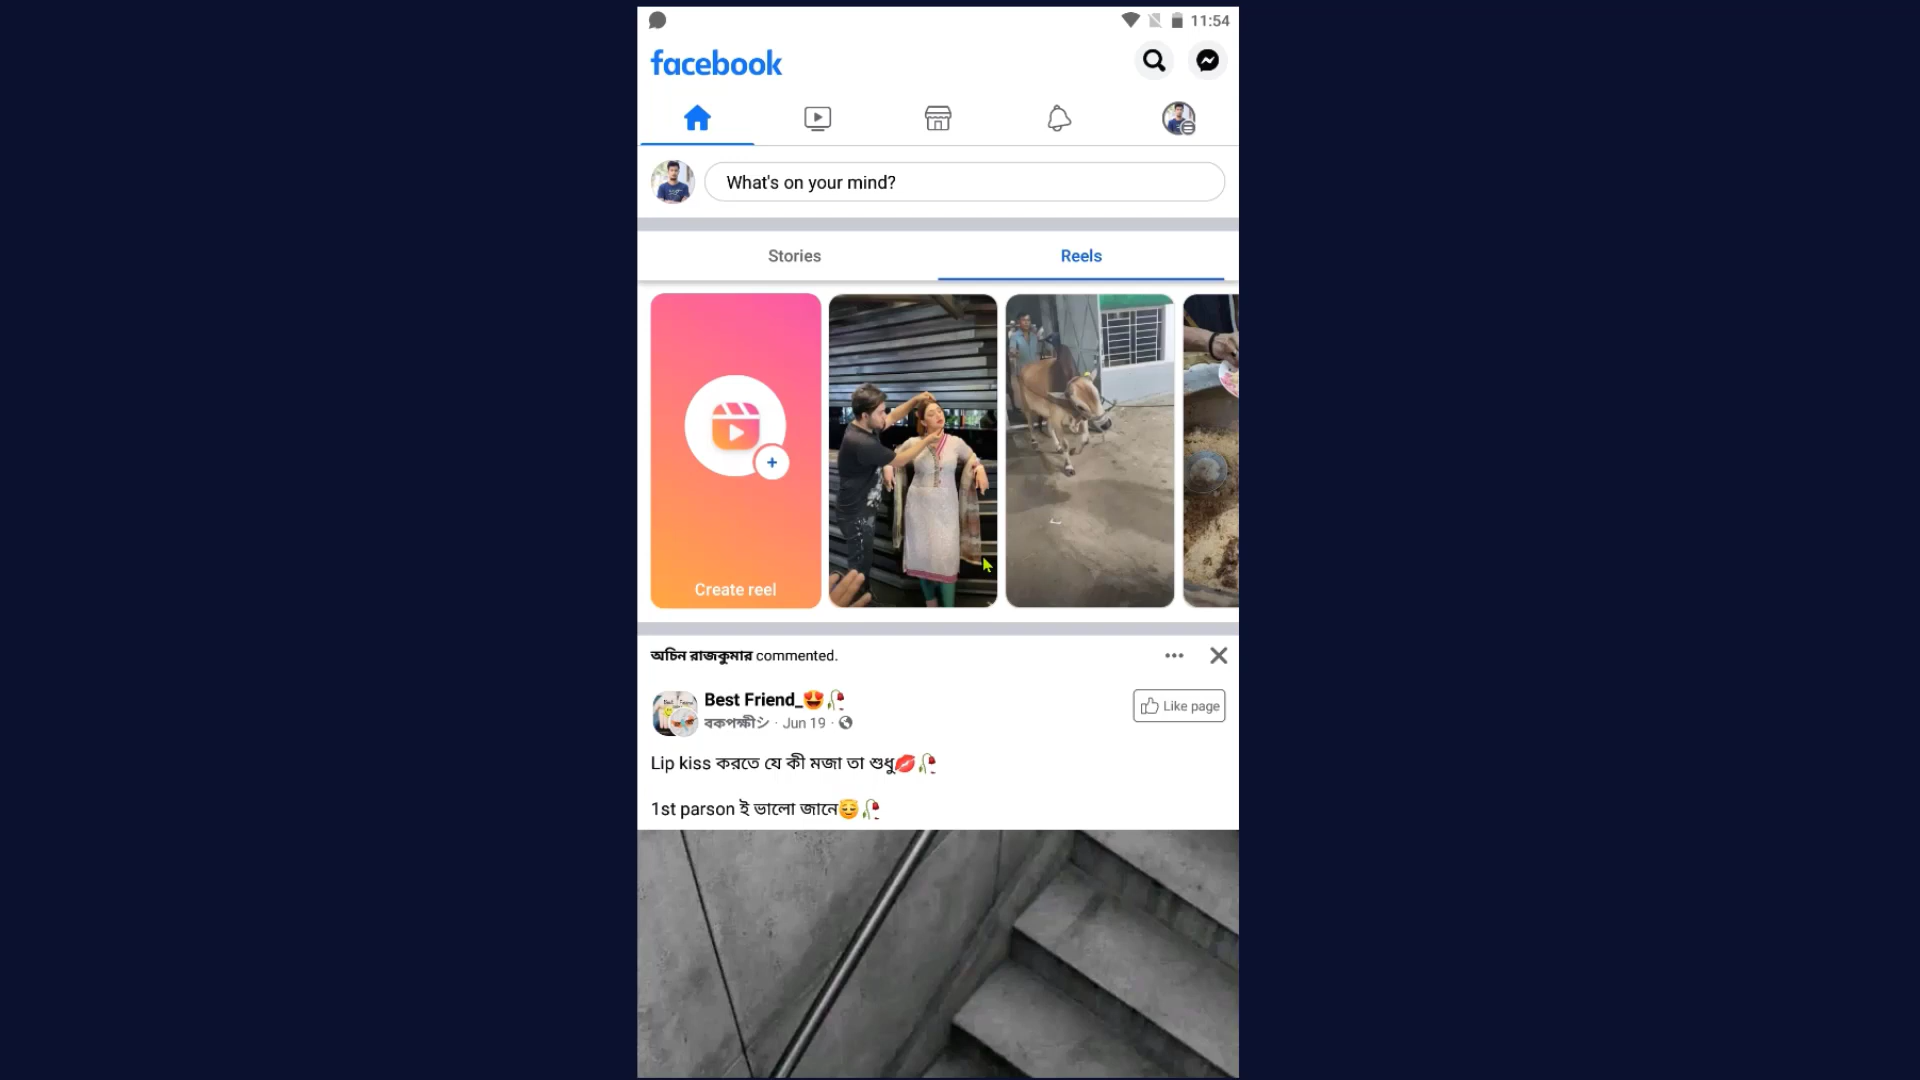 11:54
facebook
What's on your mind?
Stories Reels
Create reel
অচিন রাজকুমার commented.
Best Friend_😍🥀
বকপক্ষীシ · Jun 19 ·
Like page
Lip kiss করতে যে কী মজা তা শুধু💋🥀
1st parson ই ভালো জানে😇🥀